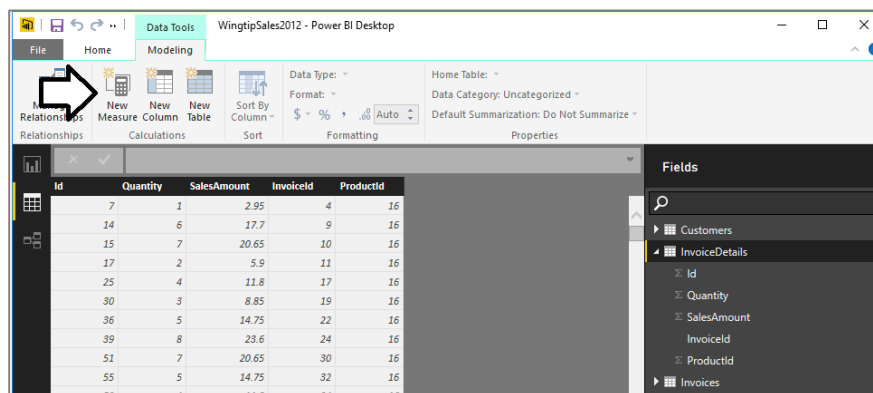 Data Tools WingtipSales2012 - Power BI Desktop
File Home Modeling
Relationships
New Measure
New Column
New Table
Sort By Column
Data Type:
Format:
$ % , .00 Auto
Home Table:
Data Category: Uncategorized
Default Summarization: Do Not Summarize
Relationships Calculations Sort Formatting Properties
Id Quantity SalesAmount InvoiceId ProductId
7 1 2.95 4 16
14 6 17.7 9 16
15 7 20.65 10 16
17 2 5.9 11 16
25 4 11.8 17 16
30 3 8.85 19 16
36 5 14.75 22 16
39 8 23.6 24 16
51 7 20.65 30 16
55 5 14.75 32 16
Fields
Customers
InvoiceDetails
Σ Id
Σ Quantity
Σ SalesAmount
InvoiceId
Σ ProductId
Invoices